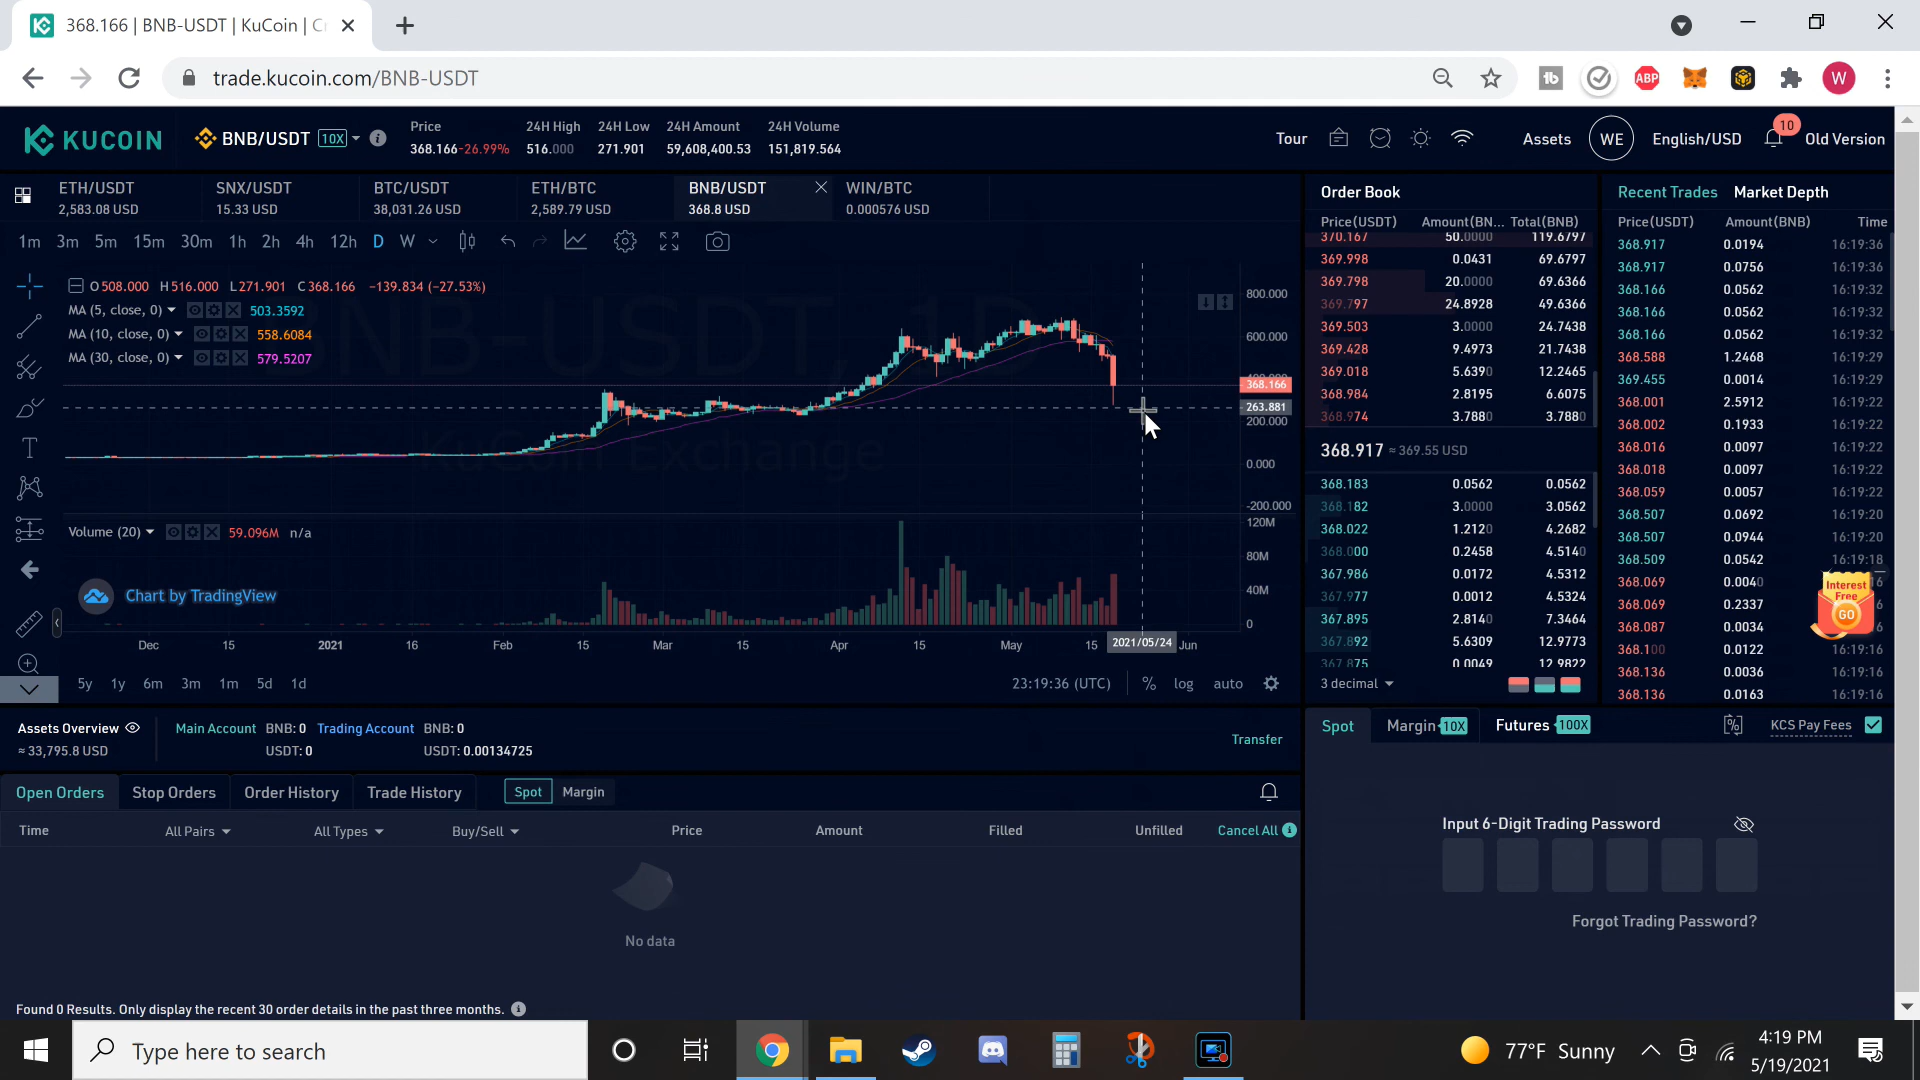 368.166 | BNB-USDT | KuCoin | Cr
trade.kucoin.com/BNB-USDT
ABP
W
KUCOIN
BNB/USDT 10X
Price
368.166 -26.99%
24H High
516.000
24H Low
271.901
24H Amount
59,608,400.53
24H Volume
151,819.564
Tour
Assets
WE
English/USD
10
Old Version
ETH/USDT
2,583.08 USD
SNX/USDT
15.33 USD
BTC/USDT
38,031.26 USD
ETH/BTC
2,589.79 USD
BNB/USDT
368.8 USD
WIN/BTC
0.000576 USD
1m 3m 5m 15m 30m 1h 2h 4h 12h D W
O508.000 H516.000 L271.901 C368.166 −139.834 (−27.53%)
MA (5, close, 0) 503.3592
MA (10, close, 0) 558.6084
MA (30, close, 0) 579.5207
BNB-USDT, 1D
KuCoin Exchange
800.000
600.000
368.166
263.881
200.000
0.000
-200.000
Volume (20) 59.096M n/a
120M
80M
40M
0
Chart by TradingView
Dec 15 2021 16 Feb 15 Mar 15 Apr 15 May 15 2021/05/24 Jun
5y 1y 6m 3m 1m 5d 1d
23:19:36 (UTC) % log auto
Order Book
Price(USDT) Amount(BN... Total(BNB)
370.167 50.0000 119.6797
369.998 0.0431 69.6797
369.798 20.0000 69.6366
369.797 24.8928 49.6366
369.503 3.0000 24.7438
369.428 9.4973 21.7438
369.018 5.6390 12.2465
368.984 2.8195 6.6075
368.974 3.7880 3.7880
368.917 ≈ 369.55 USD
368.183 0.0562 0.0562
368.182 3.0000 3.0562
368.022 1.2120 4.2682
368.000 0.2458 4.5140
367.986 0.0172 4.5312
367.977 0.0012 4.5324
367.895 2.8140 7.3464
367.892 5.6309 12.9773
367.875 0.0049 12.9822
3 decimal
Recent Trades Market Depth
Price(USDT) Amount(BNB) Time
368.917 0.0194 16:19:36
368.917 0.0756 16:19:36
368.166 0.0562 16:19:32
368.166 0.0562 16:19:32
368.166 0.0562 16:19:32
368.588 1.2468 16:19:29
369.455 0.0014 16:19:29
368.001 2.5912 16:19:22
368.002 0.1933 16:19:22
368.016 0.0097 16:19:22
368.018 0.0097 16:19:22
368.059 0.0057 16:19:22
368.507 0.0692 16:19:20
368.507 0.0944 16:19:20
368.509 0.0542 16:19:18
368.069 0.0040
368.069 0.2337
368.087 0.0034
368.100 0.0122 16:19:16
368.136 0.0036 16:19:16
368.136 0.0163 16:19:16
Interest
Free
GO
Assets Overview
≈ 33,795.8 USD
Main Account BNB: 0
USDT: 0
Trading Account BNB: 0
USDT: 0.00134725
Transfer
Open Orders Stop Orders Order History Trade History Spot Margin
Time All Pairs All Types Buy/Sell Price Amount Filled Unfilled Cancel All
No data
Found 0 Results. Only display the recent 30 order details in the past three months.
Spot Margin 10X Futures 100X
KCS Pay Fees
Input 6-Digit Trading Password
Forgot Trading Password?
Type here to search
77°F Sunny
4:19 PM
5/19/2021